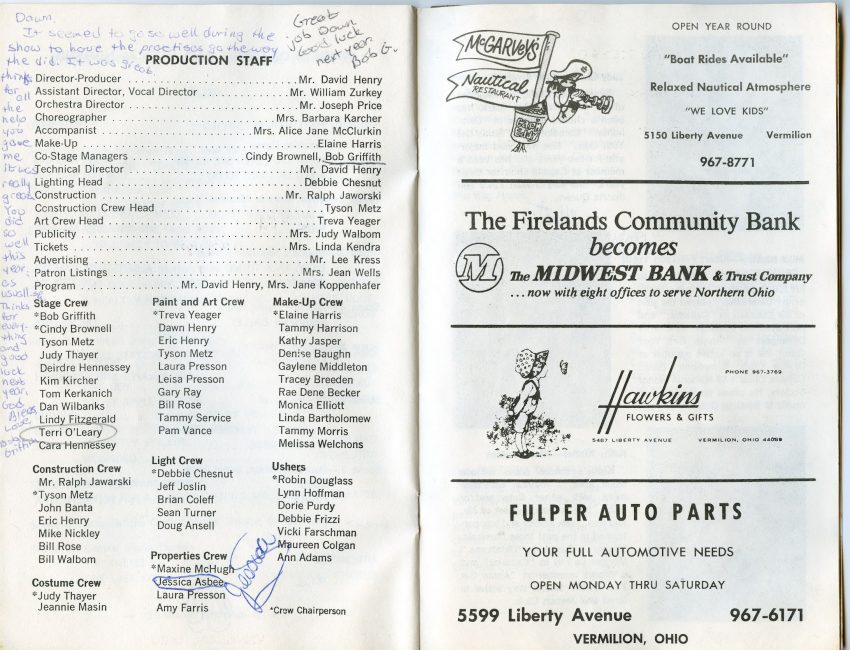 Dawn,
It seemed to go so well during the
show to have the practises go the way
the did. It was great.
things
for
all
the
help
you
gave
me
it was
really
great.
You
did
so
well
this
year.
as
usuall.
Thinks
for
every-
thing
and
good
luck
next
year.
God
Bless
Love,
Bob
Griffith
Great
job Dawn
Good luck
next year.
Bob G.
PRODUCTION STAFF
Director-Producer . . . Mr. David Henry
Assistant Director, Vocal Director . . . Mr. William Zurkey
Orchestra Director . . . Mr. Joseph Price
Choreographer . . . Mrs. Barbara Karcher
Accompanist . . . Mrs. Alice Jane McClurkin
Make-Up . . . Elaine Harris
Co-Stage Managers . . . Cindy Brownell, Bob Griffith
Technical Director . . . Mr. David Henry
Lighting Head . . . Debbie Chesnut
Construction . . . Mr. Ralph Jaworski
Construction Crew Head . . . Tyson Metz
Art Crew Head . . . Treva Yeager
Publicity . . . Mrs. Judy Walbom
Tickets . . . Mrs. Linda Kendra
Advertising . . . Mr. Lee Kress
Patron Listings . . . Mrs. Jean Wells
Program . . . Mr. David Henry, Mrs. Jane Koppenhafer
Stage Crew
*Bob Griffith
*Cindy Brownell
Tyson Metz
Judy Thayer
Deirdre Hennessey
Kim Kircher
Tom Kerkanich
Dan Wilbanks
Lindy Fitzgerald
Terri O'Leary
Cara Hennessey
Construction Crew
Mr. Ralph Jawarski
*Tyson Metz
John Banta
Eric Henry
Mike Nickley
Bill Rose
Bill Walbom
Costume Crew
*Judy Thayer
Jeannie Masin
Paint and Art Crew
*Treva Yeager
Dawn Henry
Eric Henry
Tyson Metz
Laura Presson
Leisa Presson
Gary Ray
Bill Rose
Tammy Service
Pam Vance
Light Crew
*Debbie Chesnut
Jeff Joslin
Brian Coleff
Sean Turner
Doug Ansell
Properties Crew
*Maxine McHugh
Jessica Asbee
Laura Presson
Amy Farris
Jessica
Make-Up Crew
*Elaine Harris
Tammy Harrison
Kathy Jasper
Denise Baughn
Gaylene Middleton
Tracey Breeden
Rae Dene Becker
Monica Elliott
Linda Bartholomew
Tammy Morris
Melissa Welchons
Ushers
*Robin Douglass
Lynn Hoffman
Dorie Purdy
Debbie Frizzi
Vicki Farschman
Maureen Colgan
Ann Adams
*Crew Chairperson
McGARVEY'S
Nautical
RESTAURANT
OPEN YEAR ROUND
"Boat Rides Available"
Relaxed Nautical Atmosphere
"WE LOVE KIDS"
5150 Liberty Avenue Vermilion
967-8771
The Firelands Community Bank
becomes
M
The MIDWEST BANK & Trust Company
...now with eight offices to serve Northern Ohio
PHONE 967-3769
Hawkins
FLOWERS & GIFTS
5487 LIBERTY AVENUE VERMILION, OHIO 44089
FULPER AUTO PARTS
YOUR FULL AUTOMOTIVE NEEDS
OPEN MONDAY THRU SATURDAY
5599 Liberty Avenue 967-6171
VERMILION, OHIO